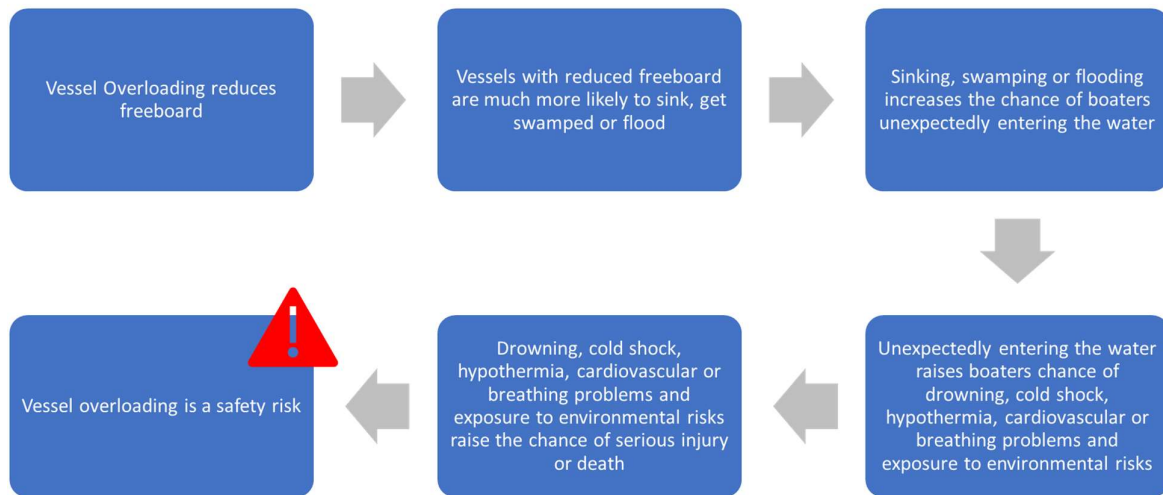 Vessel Overloading reduces
freeboard
Vessels with reduced freeboard
are much more likely to sink, get
swamped or flood
Sinking, swamping or flooding
increases the chance of boaters
unexpectedly entering the water
Unexpectedly entering the water
raises boaters chance of
drowning, cold shock,
hypothermia, cardiovascular or
breathing problems and
exposure to environmental risks
Drowning, cold shock,
hypothermia, cardiovascular or
breathing problems and
exposure to environmental risks
raise the chance of serious injury
or death
Vessel overloading is a safety risk